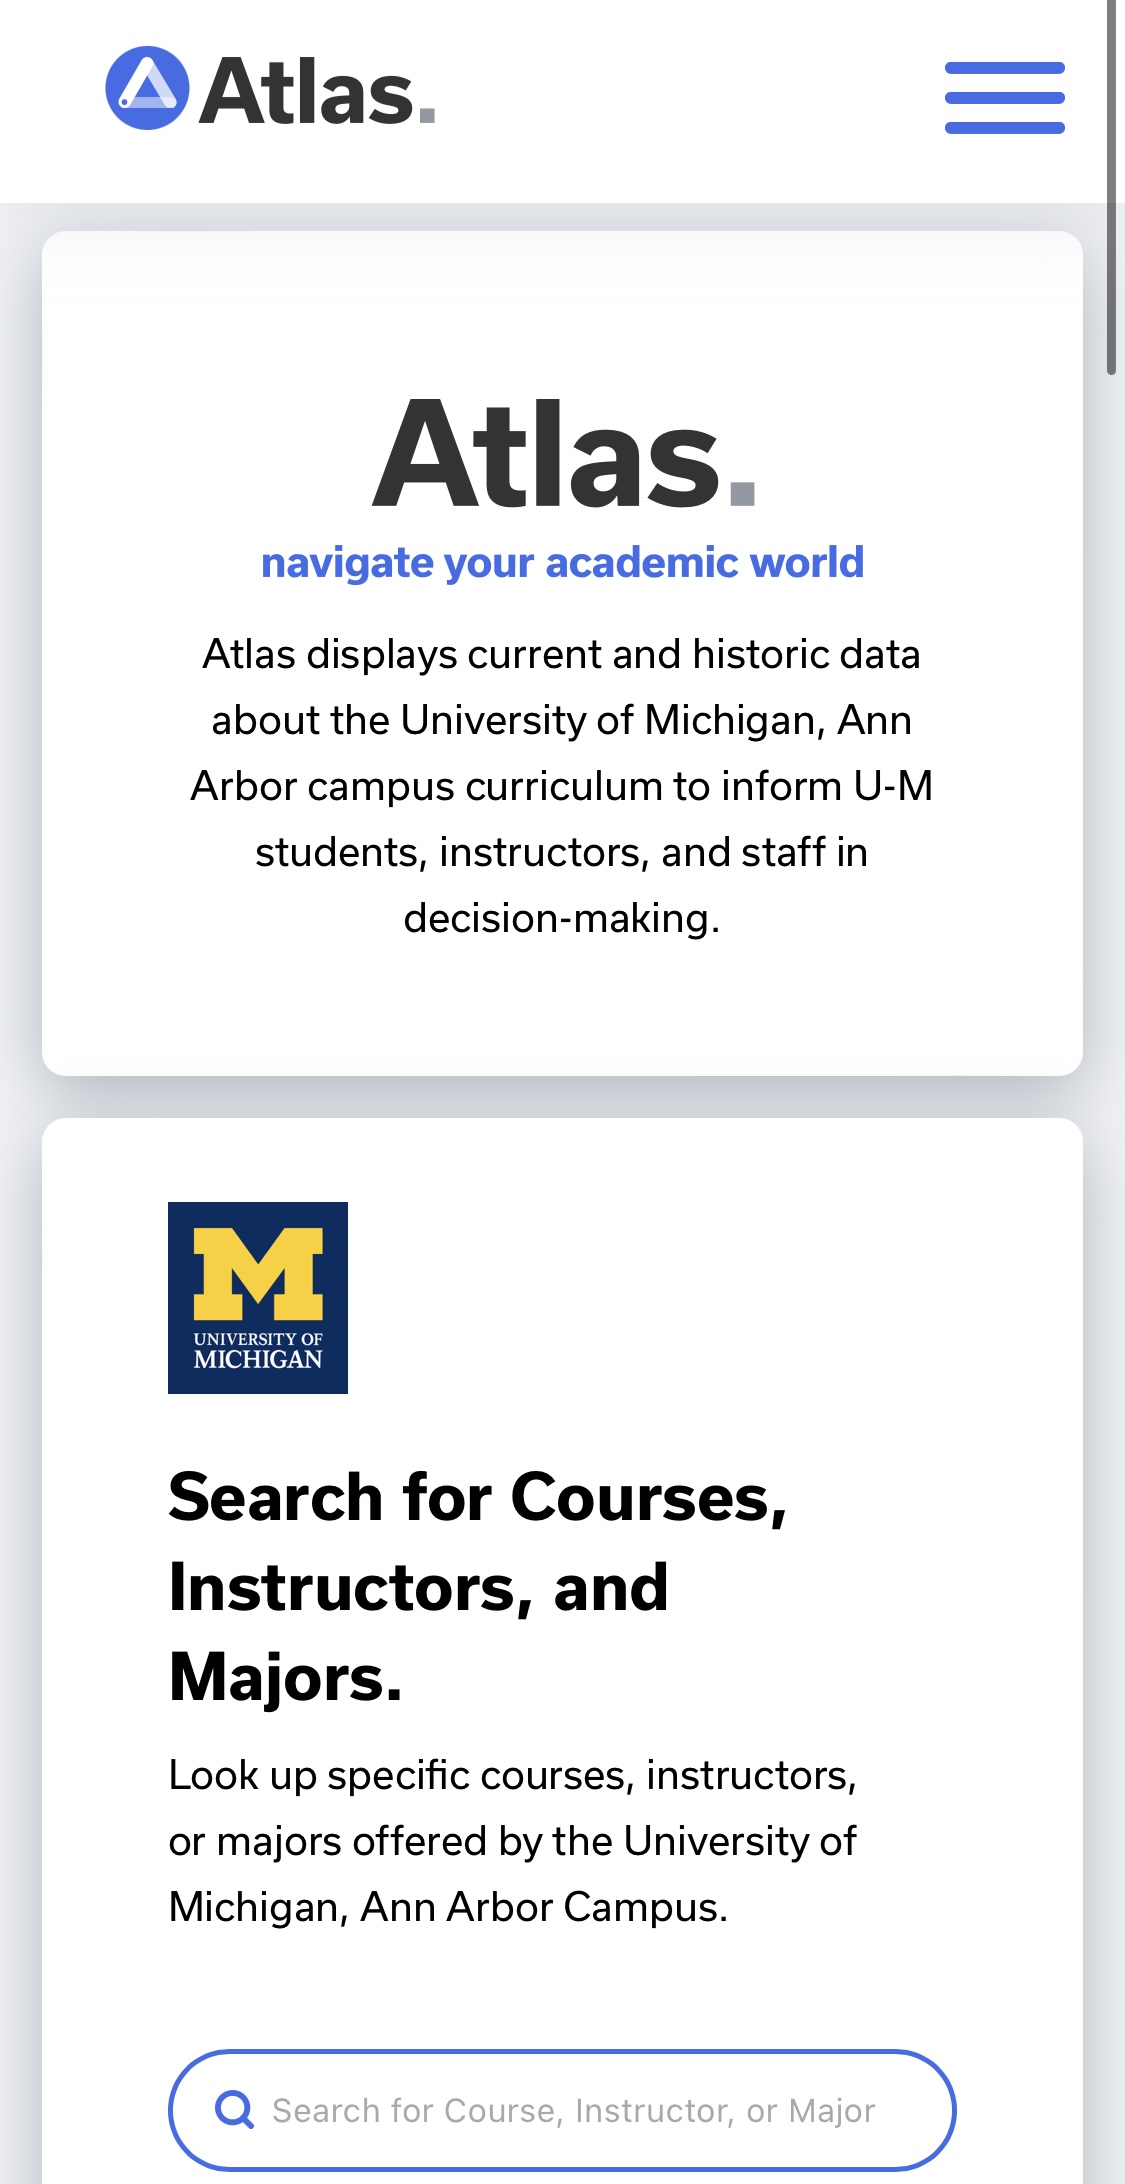 Atlas.
Atlas.
navigate your academic world
Atlas displays current and historic data
about the University of Michigan, Ann
Arbor campus curriculum to inform U-M
students, instructors, and staff in
decision-making.
M
UNIVERSITY OF
MICHIGAN
Search for Courses,
Instructors, and
Majors.
Look up specific courses, instructors,
or majors offered by the University of
Michigan, Ann Arbor Campus.
Search for Course, Instructor, or Major